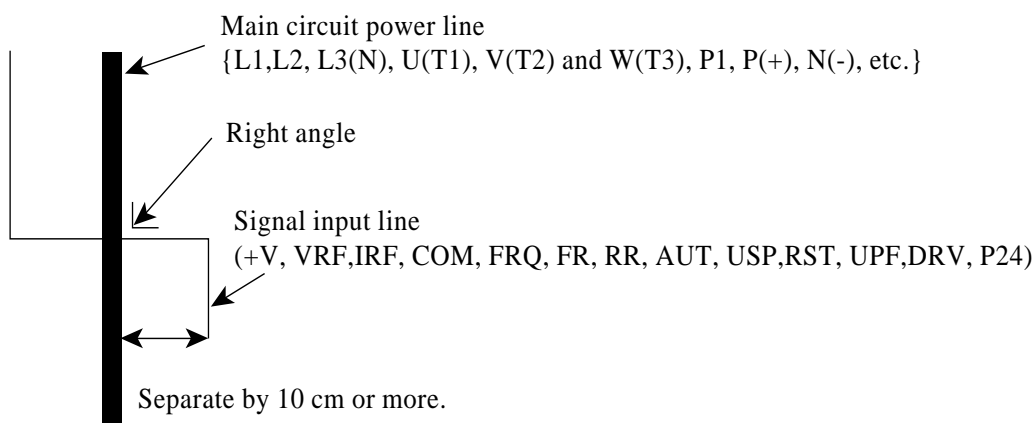 Main circuit power line
{L1,L2, L3(N), U(T1), V(T2) and W(T3), P1, P(+), N(-), etc.}
Right angle
Signal input line
(+V, VRF,IRF, COM, FRQ, FR, RR, AUT, USP,RST, UPF,DRV, P24)
Separate by 10 cm or more.